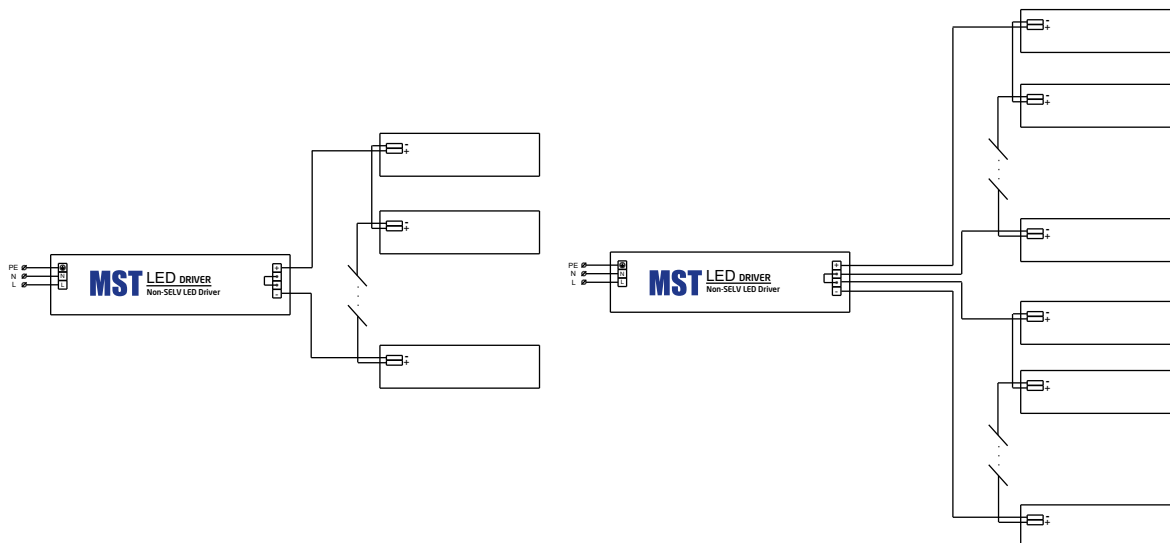 -
+
-
+
-
+
PE
N
L
N
L
MST LED DRIVER
Non-SELV LED Driver
+
-
-
+
-
+
-
+
PE
N
L
N
L
MST LED DRIVER
Non-SELV LED Driver
+
-
-
+
-
+
-
+